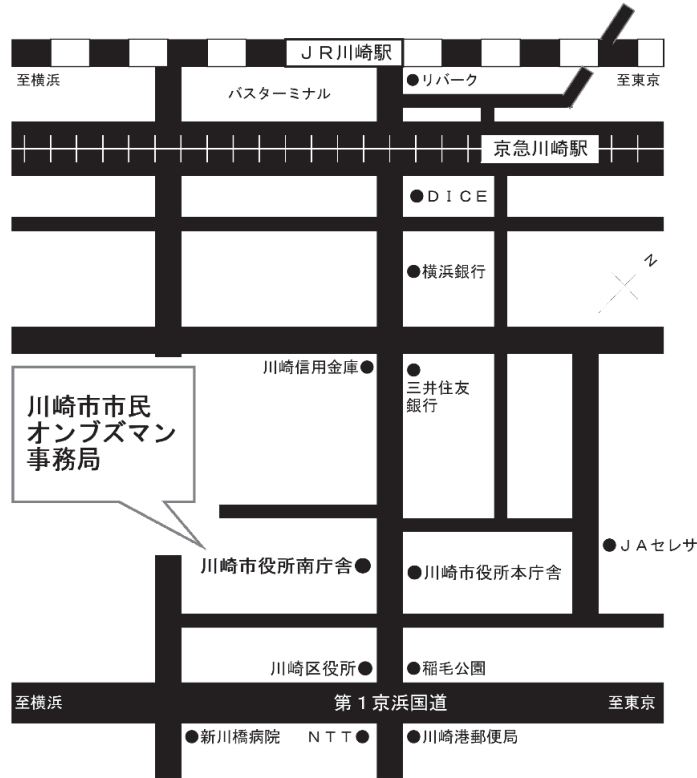 ＪＲ川崎駅
至横浜
バスターミナル
●リバーク
至東京
京急川崎駅
●ＤＩＣＥ
●横浜銀行
N
川崎信用金庫●
●
三井住友
銀行
川崎市市民
オンブズマン
事務局
●ＪＡセレサ
川崎市役所南庁舎●
●川崎市役所本庁舎
川崎区役所●
●稲毛公園
至横浜
第１京浜国道
至東京
●新川橋病院
ＮＴＴ●
●川崎港郵便局